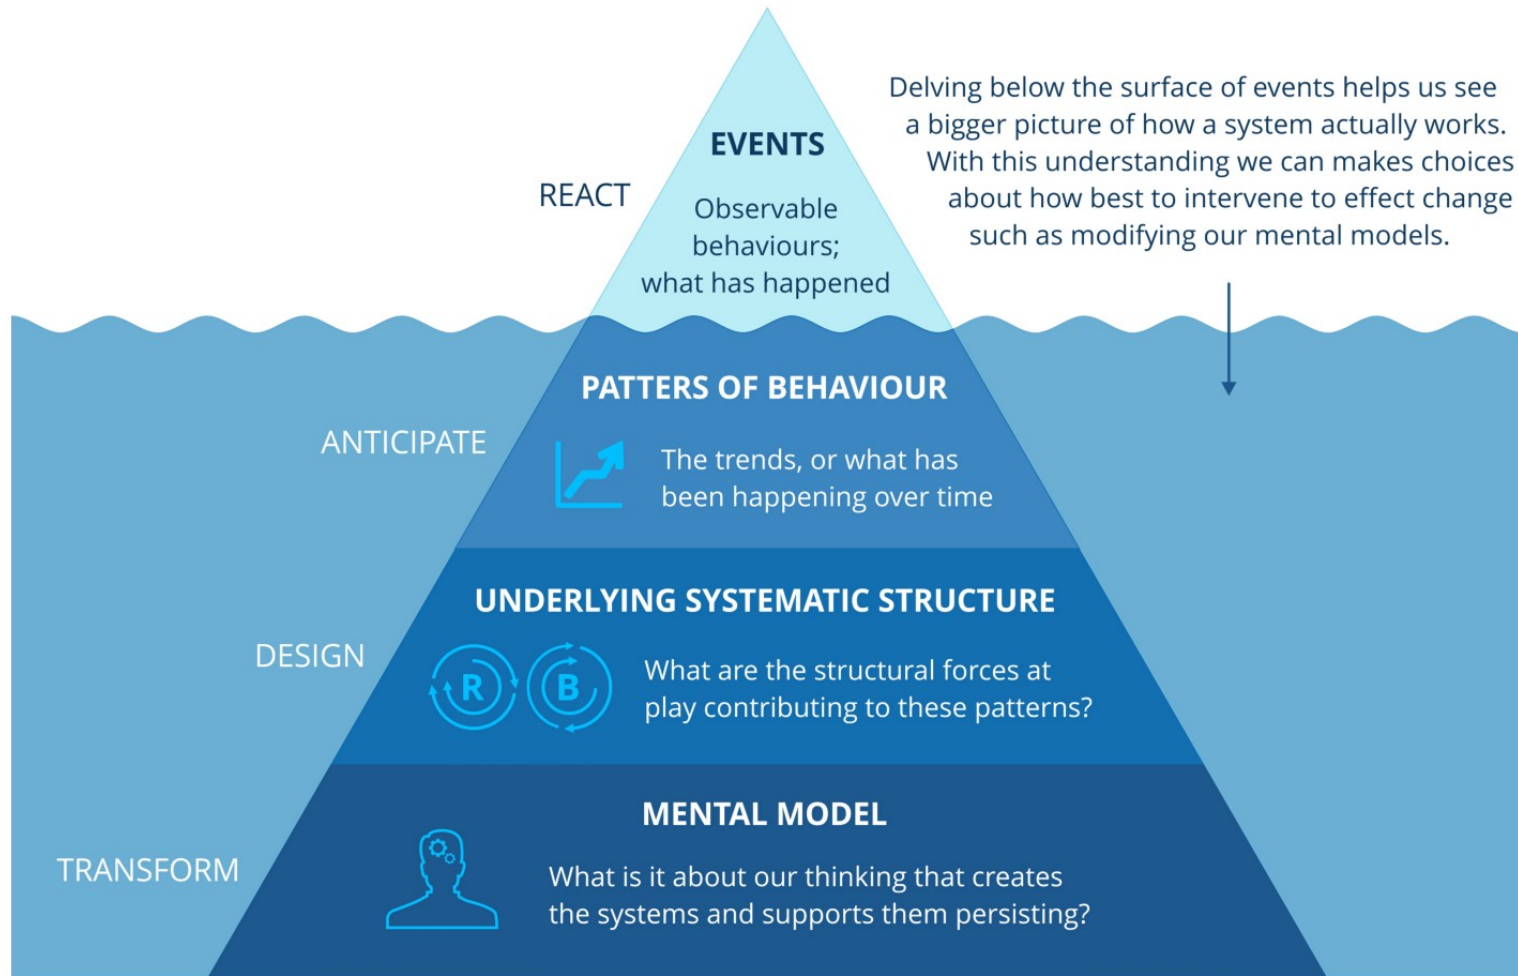 Delving below the surface of events helps us see
a bigger picture of how a system actually works.
With this understanding we can makes choices
about how best to intervene to effect change
such as modifying our mental models.
EVENTS
REACT
Observable
behaviours;
what has happened
PATTERS OF BEHAVIOUR
ANTICIPATE
The trends, or what has
been happening over time
UNDERLYING SYSTEMATIC STRUCTURE
DESIGN
R
B
What are the structural forces at
play contributing to these patterns?
MENTAL MODEL
TRANSFORM
What is it about our thinking that creates
the systems and supports them persisting?